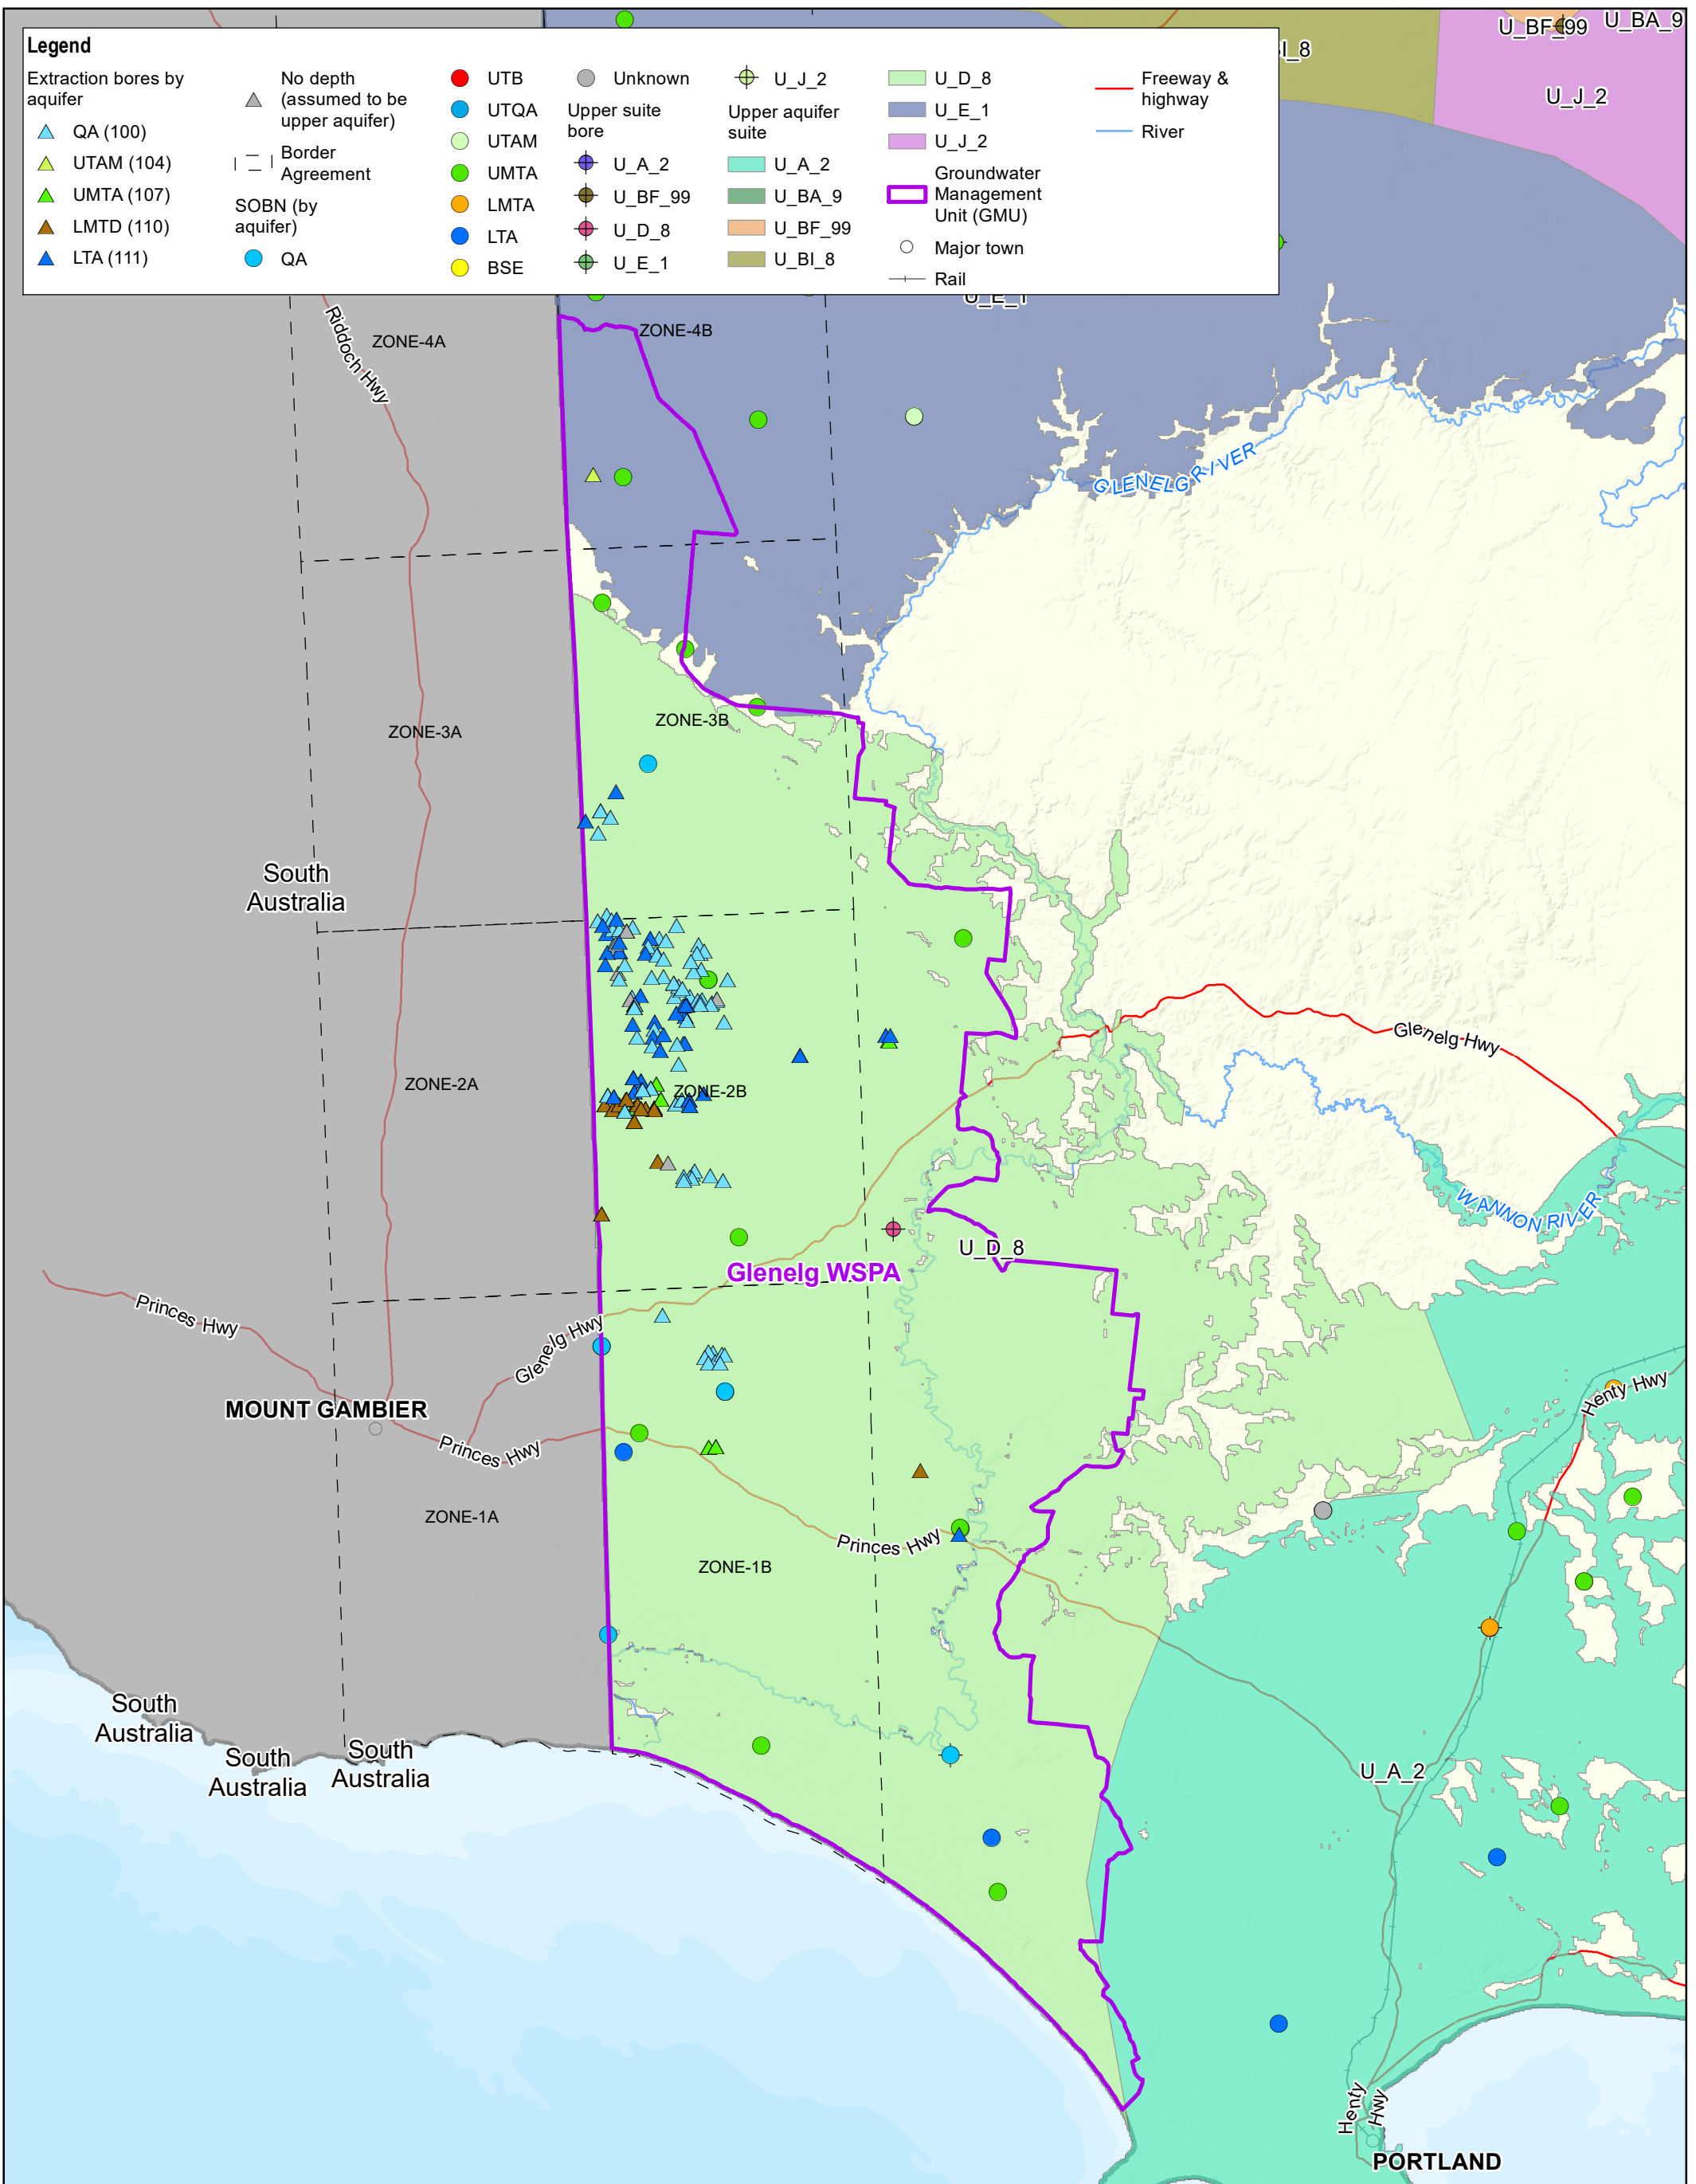 U_BF_99
U_BA_9
U_J_2
Legend
Extraction bores by
aquifer
QA (100)
UTAM (104)
UMTA (107)
LMTD (110)
LTA (111)
No depth
(assumed to be
upper aquifer)
Border
Agreement
SOBN (by
aquifer)
QA
UTB
UTQA
UTAM
UMTA
LMTA
LTA
BSE
Unknown
Upper suite
bore
U_A_2
U_BF_99
U_D_8
U_E_1
U_J_2
Upper aquifer
suite
U_A_2
U_BA_9
U_BF_99
U_BI_8
U_D_8
U_E_1
U_J_2
Groundwater
Management
Unit (GMU)
Major town
Rail
Freeway &
highway
River
I_8
U_E_1
Riddoch Hwy
ZONE-4A
ZONE-4B
GLENELG RIVER
ZONE-3A
ZONE-3B
South
Australia
Glenelg Hwy
ZONE-2A
ZONE-2B
WANNON RIVER
U_D_8
Glenelg WSPA
Princes Hwy
Glenelg Hwy
MOUNT GAMBIER
Princes Hwy
Henty Hwy
ZONE-1A
Princes Hwy
ZONE-1B
South
Australia
South
Australia
South
Australia
U_A_2
Henty
Hwy
PORTLAND